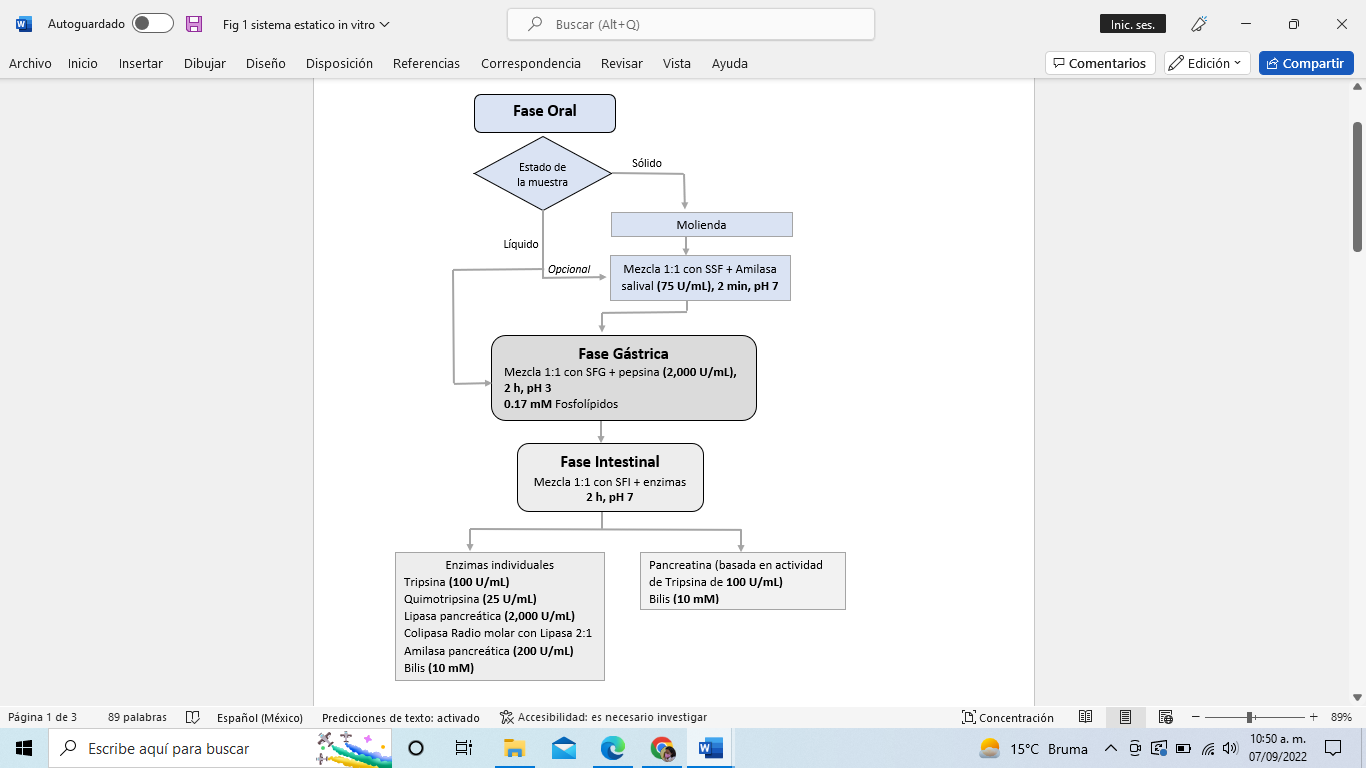 Autoguardado
Fig 1 sistema estatico in vitro
Buscar (Alt+Q)
Inic. ses.
Archivo Inicio Insertar Dibujar Diseño Disposición Referencias Correspondencia Revisar Vista Ayuda
Comentarios Edición Compartir
Fase Oral
Estado de
la muestra
Sólido
Molienda
Líquido
Opcional
Mezcla 1:1 con SSF + Amilasa
salival (75 U/mL), 2 min, pH 7
Fase Gástrica
Mezcla 1:1 con SFG + pepsina (2,000 U/mL),
2 h, pH 3
0.17 mM Fosfolípidos
Fase Intestinal
Mezcla 1:1 con SFI + enzimas
2 h, pH 7
Enzimas individuales
Tripsina (100 U/mL)
Quimotripsina (25 U/mL)
Lipasa pancreática (2,000 U/mL)
Colipasa Radio molar con Lipasa 2:1
Amilasa pancreática (200 U/mL)
Bilis (10 mM)
Pancreatina (basada en actividad
de Tripsina de 100 U/mL)
Bilis (10 mM)
Página 1 de 3 89 palabras Español (México) Predicciones de texto: activado Accesibilidad: es necesario investigar Concentración 89%
Escribe aquí para buscar
15°C Bruma
10:50 a. m.
07/09/2022